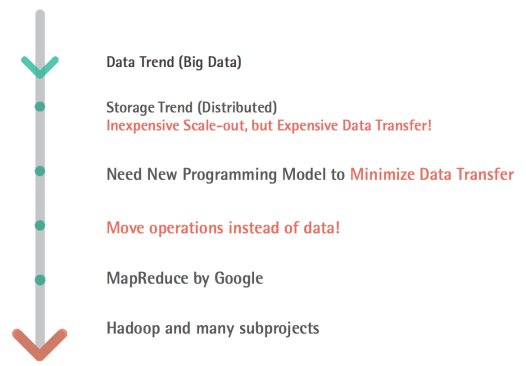 Data Trend (Big Data)
Storage Trend (Distributed)
Inexpensive Scale-out, but Expensive Data Transfer!
Need New Programming Model to Minimize Data Transfer
Move operations instead of data!
MapReduce by Google
Hadoop and many subprojects